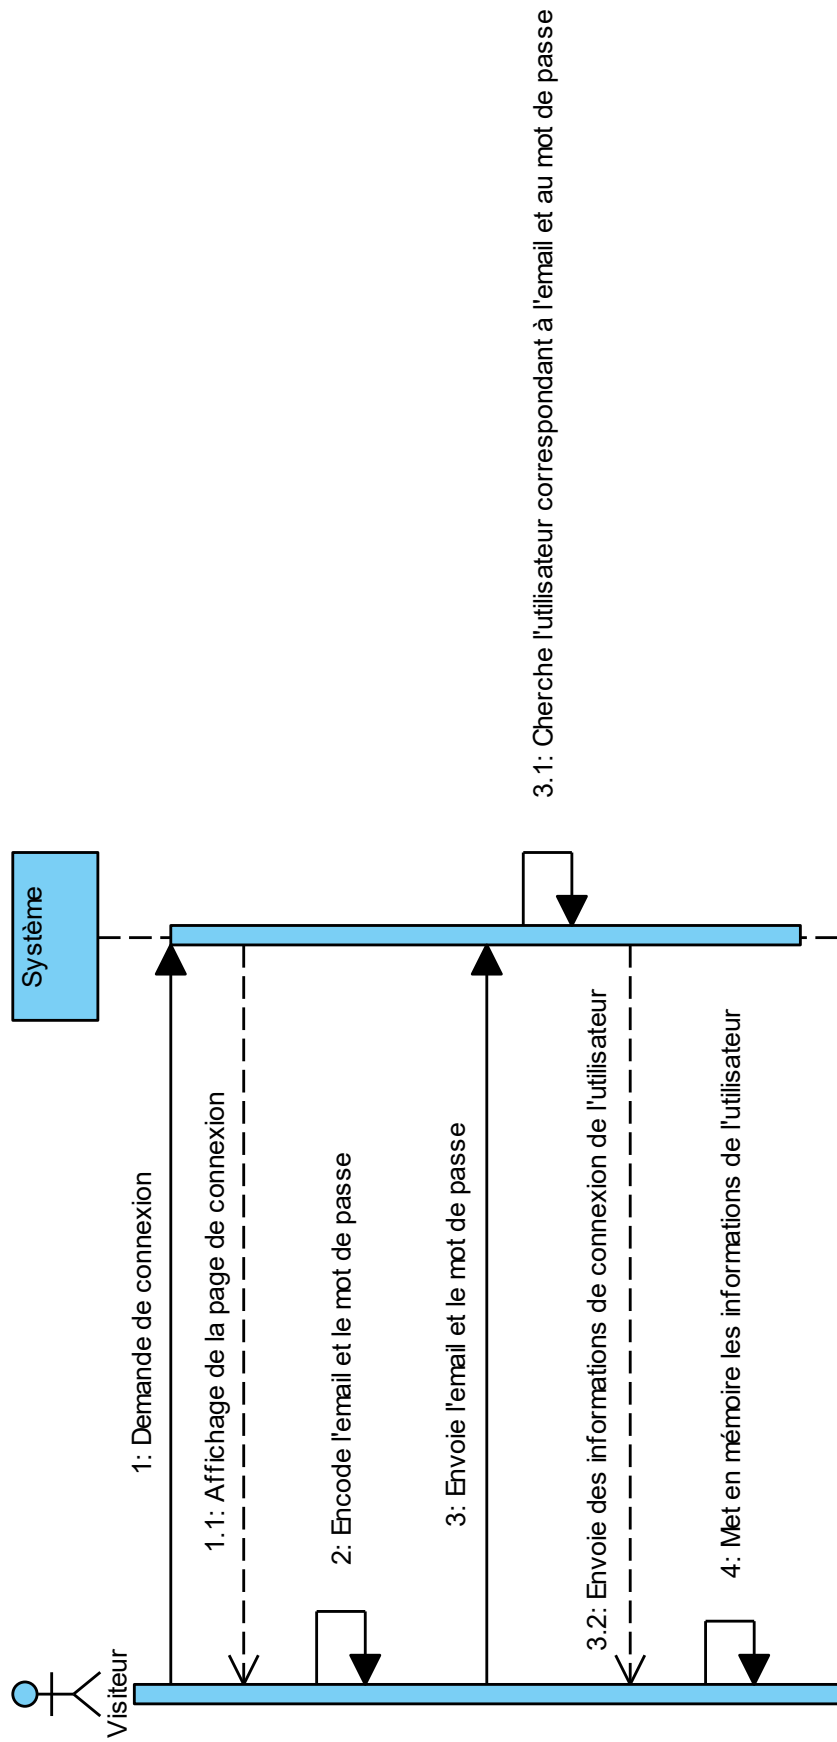 Visiteur
Système
1: Demande de connexion
1.1: Affichage de la page de connexion
2: Encode l'email et le mot de passe
3: Envoie l'email et le mot de passe
3.1: Cherche l'utilisateur correspondant à l'email et au mot de passe
3.2: Envoie des informations de connexion de l'utilisateur
4: Met en mémoire les informations de l'utilisateur